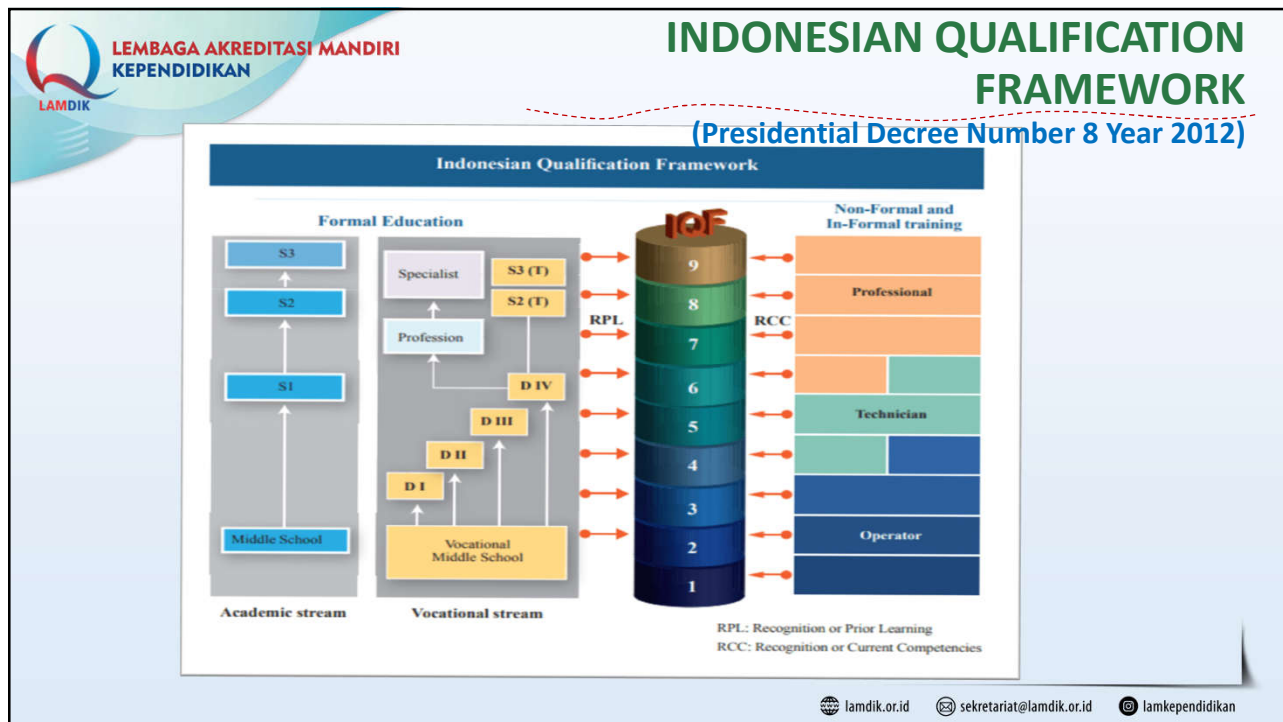 LEMBAGA AKREDITASI MANDIRI
KEPENDIDIKAN
LAMDIK
INDONESIAN QUALIFICATION
FRAMEWORK
(Presidential Decree Number 8 Year 2012)
Indonesian Qualification Framework
Formal Education
IQF
Non-Formal and
In-Formal training
S3
S2
S1
Middle School
Academic stream
Specialist
S3 (T)
S2 (T)
Profession
D IV
D III
D II
D I
Vocational
Middle School
Vocational stream
RPL
9
8
7
6
5
4
3
2
1
RCC
Professional
Technician
Operator
RPL: Recognition or Prior Learning
RCC: Recognition or Current Competencies
lamdik.or.id
sekretariat@lamdik.or.id
lamkependidikan